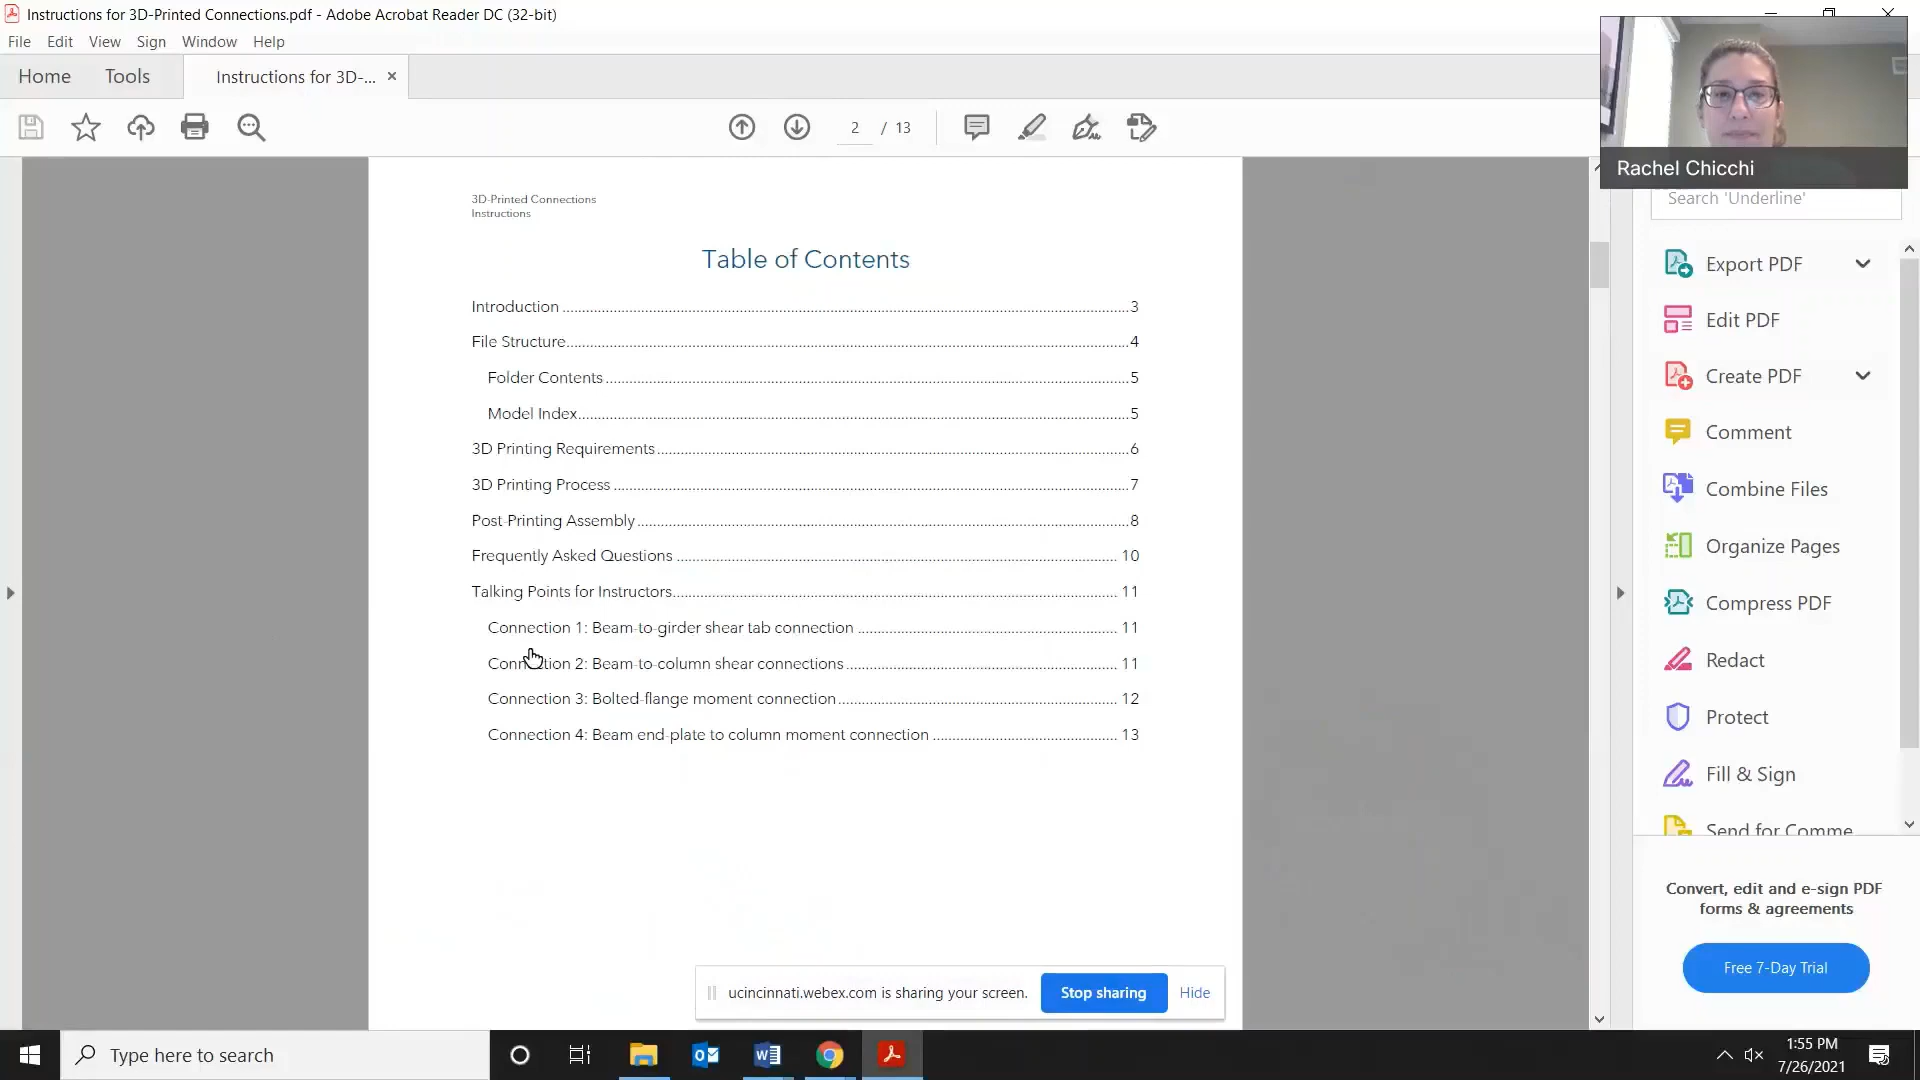 Instructions for 3D-Printed Connections.pdf - Adobe Acrobat Reader DC (32-bit)
File Edit View Sign Window Help
Home Tools Instructions for 3D-... ×
2 / 13
Rachel Chicchi
Search 'Underline'
3D-Printed Connections
Instructions
Table of Contents
Introduction 3
File Structure 4
Folder Contents 5
Model Index 5
3D Printing Requirements 6
3D Printing Process 7
Post-Printing Assembly 8
Frequently Asked Questions 10
Talking Points for Instructors 11
Connection 1: Beam-to-girder shear tab connection 11
Connection 2: Beam-to-column shear connections 11
Connection 3: Bolted-flange moment connection 12
Connection 4: Beam end-plate to column moment connection 13
Export PDF
Edit PDF
Create PDF
Comment
Combine Files
Organize Pages
Compress PDF
Redact
Protect
Fill & Sign
Send for Comme
Convert, edit and e-sign PDF
forms & agreements
Free 7-Day Trial
ucincinnati.webex.com is sharing your screen. Stop sharing Hide
Type here to search
1:55 PM
7/26/2021